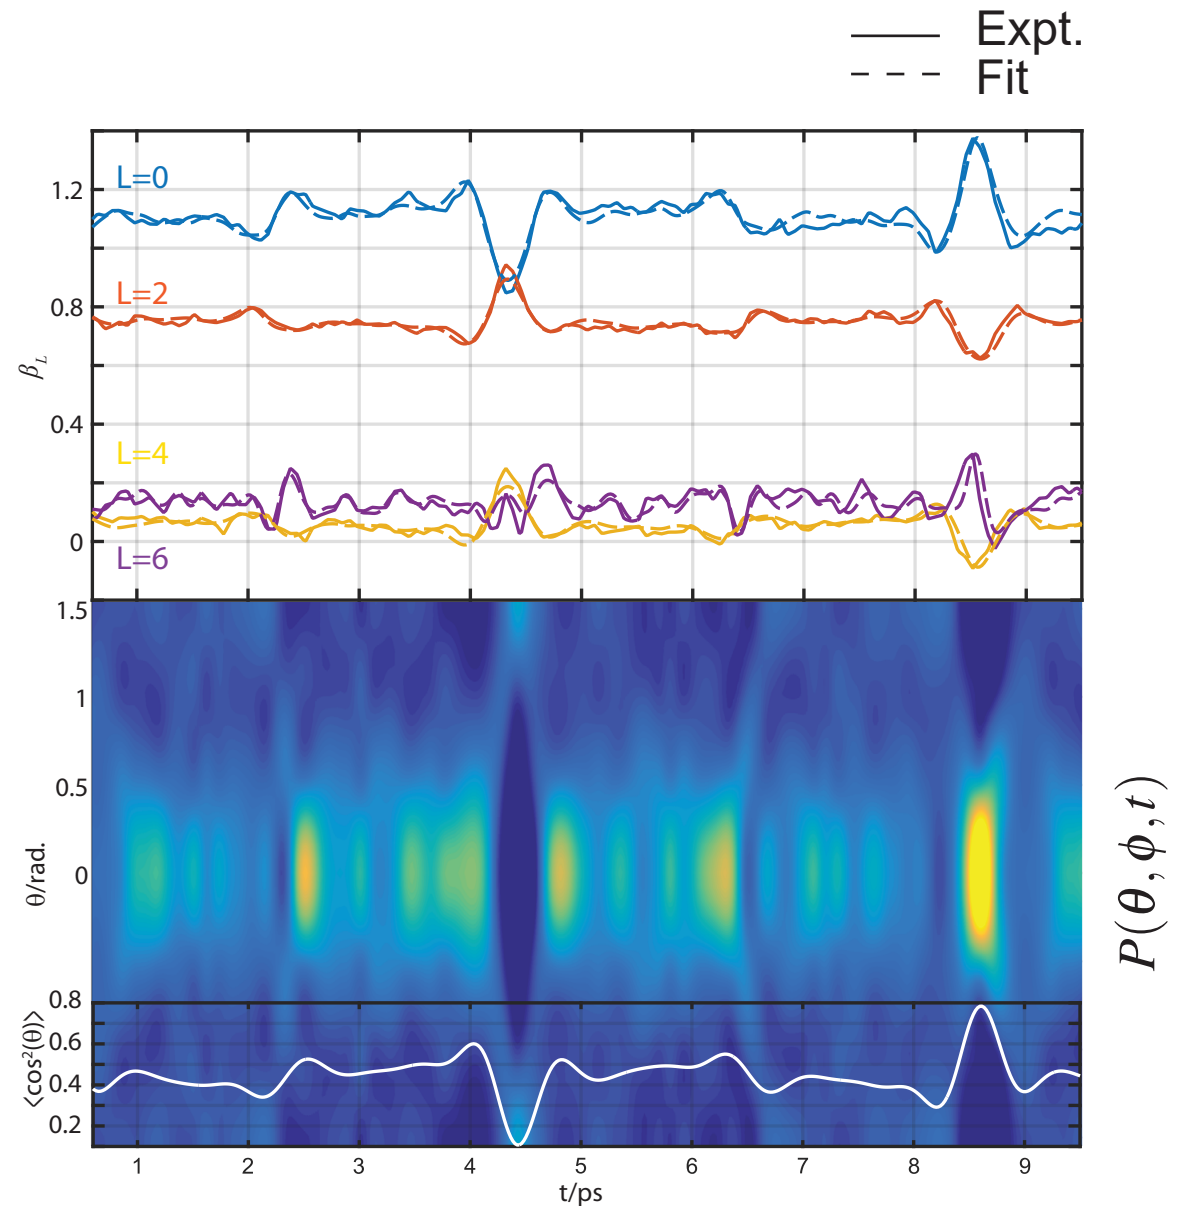 Expt.
Fit
L=0
1.2
L=2
0.8
β_L
0.4
L=4
0
L=6
1.5
1
0.5
θ/rad.
0
P(θ,ϕ,t)
0.8
⟨cos²(θ)⟩
0.6
0.4
0.2
1 2 3 4 5 6 7 8 9
t/ps